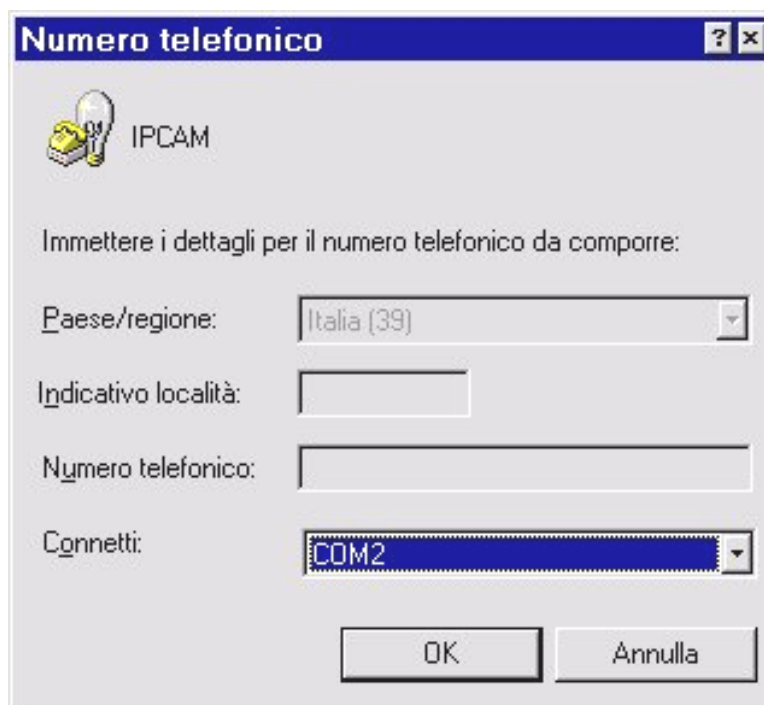 Numero telefonico
IPCAM
Immettere i dettagli per il numero telefonico da comporre:
Paese/regione: Italia (39)
Indicativo località:
Numero telefonico:
Connetti: COM2
OK Annulla